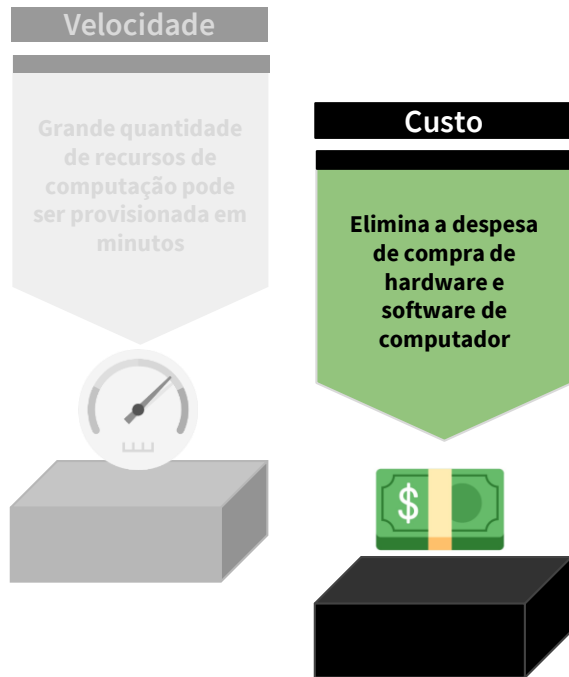 Velocidade
Grande quantidade
de recursos de
computação pode
ser provisionada em
minutos
Custo
Elimina a despesa
de compra de
hardware e
software de
computador
$